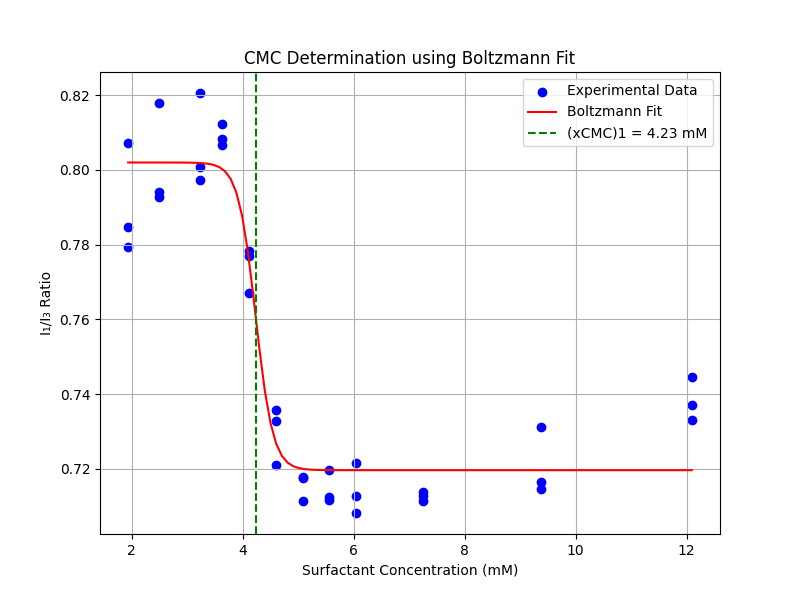 CMC Determination using Boltzmann Fit
Experimental Data
Boltzmann Fit
(xCMC)1 = 4.23 mM
I₁/I₃ Ratio
0.82
0.80
0.78
0.76
0.74
0.72
2 4 6 8 10 12
Surfactant Concentration (mM)